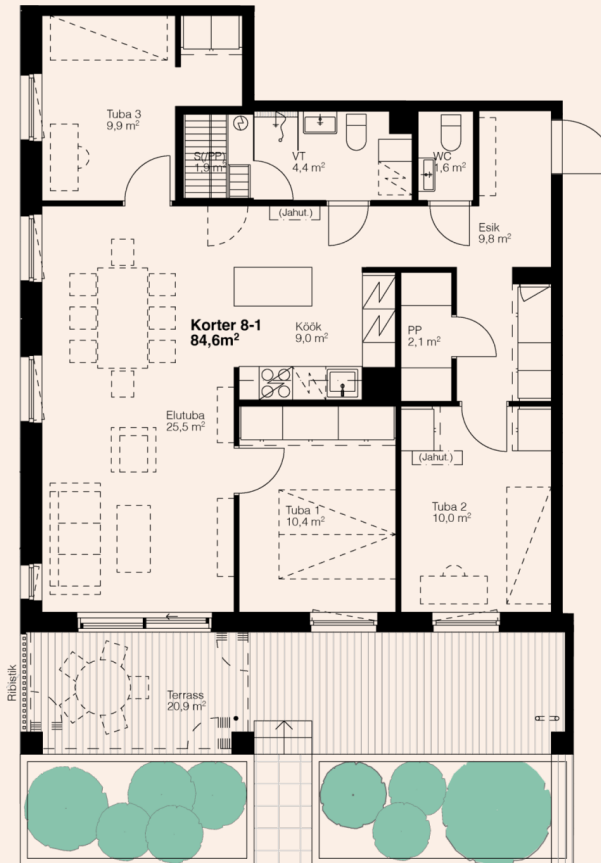 Tuba 3
9,9 m²
S(/PP)
1,9 m²
VT
4,4 m²
WC
1,6 m²
(Jahut.)
Esik
9,8 m²
Korter 8-1
84,6m²
Köök
9,0 m²
PP
2,1 m²
Elutuba
25,5 m²
(Jahut.)
Tuba 1
10,4 m²
Tuba 2
10,0 m²
Ribistik
Terrass
20,9 m²